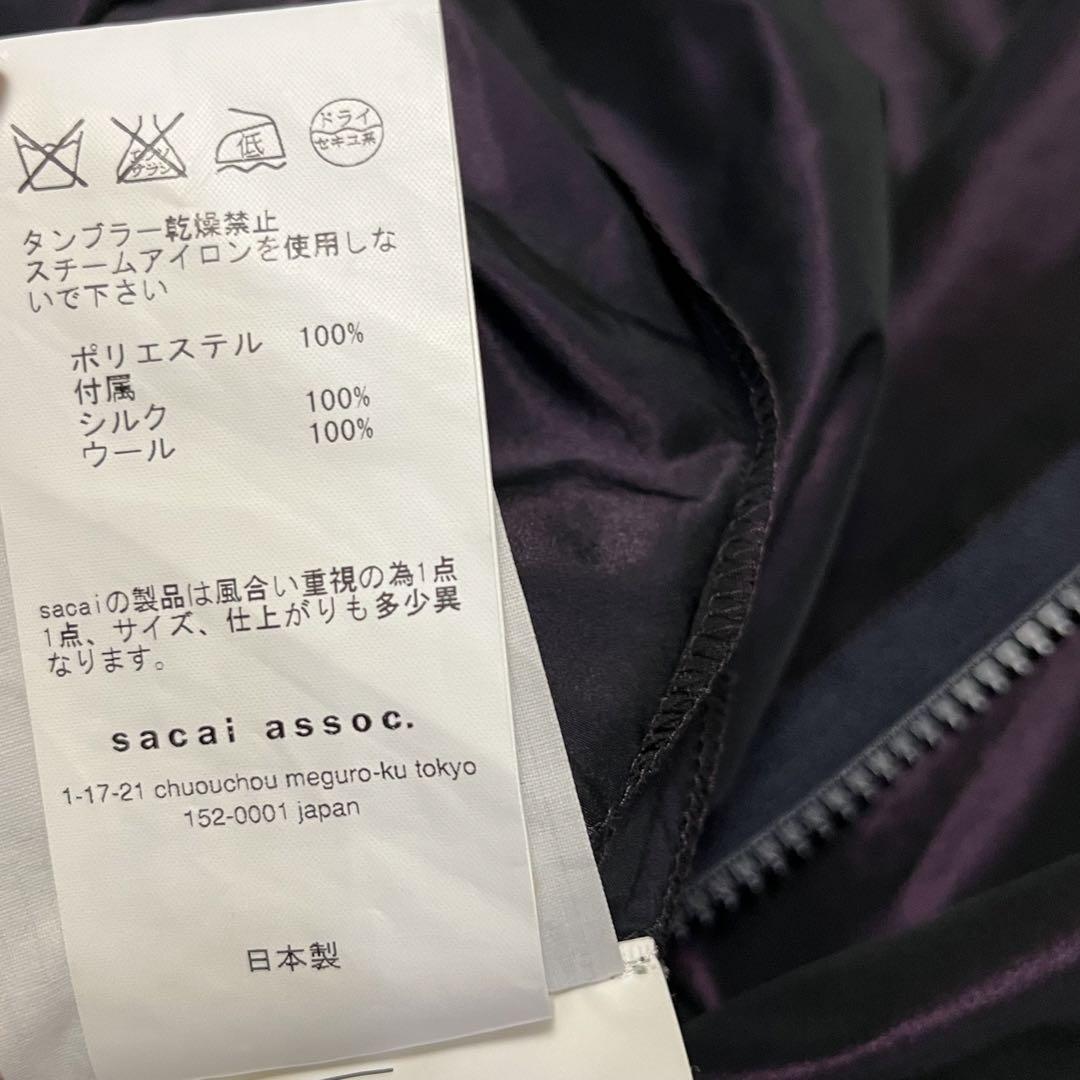 低
ドライ
セキユ系
タンブラー乾燥禁止
スチームアイロンを使用しな
いで下さい
ポリエステル 100%
付属
シルク 100%
ウール 100%
sacaiの製品は風合い重視の為1点
1点、サイズ、仕上がりも多少異
なります。
sacai assoc.
1-17-21 chuouchou meguro-ku tokyo
152-0001 japan
日本製